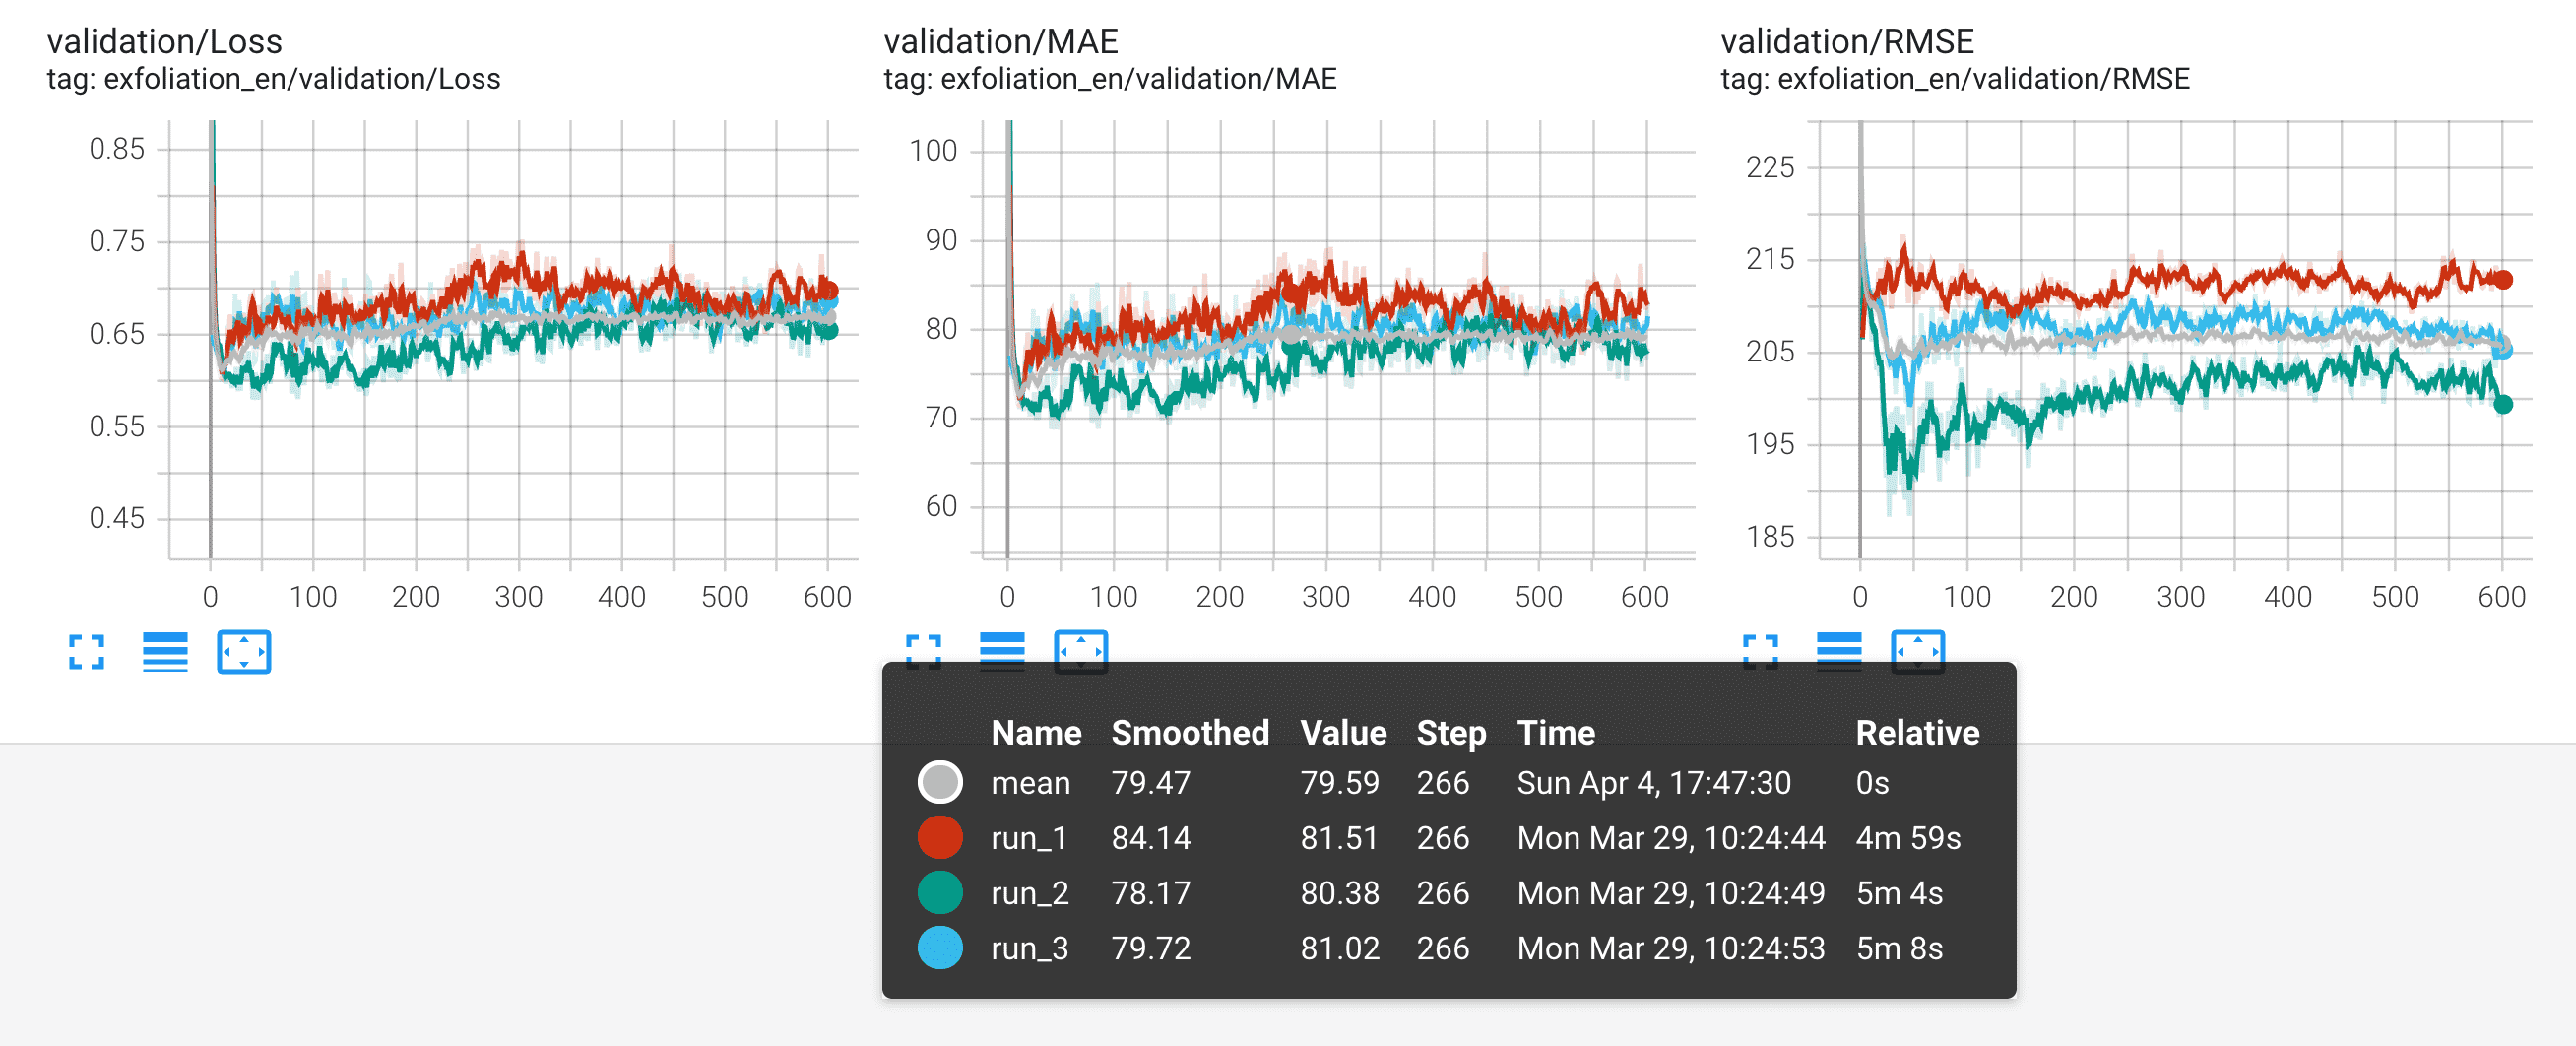 validation/Loss
tag: exfoliation_en/validation/Loss
0.85
0.75
0.65
0.55
0.45
0 100 200 300 400 500 600
validation/MAE
tag: exfoliation_en/validation/MAE
100
90
80
70
60
0 100 200 300 400 500 600
validation/RMSE
tag: exfoliation_en/validation/RMSE
225
215
205
195
185
0 100 200 300 400 500 600
Name Smoothed Value Step Time Relative
mean 79.47 79.59 266 Sun Apr 4, 17:47:30 0s
run_1 84.14 81.51 266 Mon Mar 29, 10:24:44 4m 59s
run_2 78.17 80.38 266 Mon Mar 29, 10:24:49 5m 4s
run_3 79.72 81.02 266 Mon Mar 29, 10:24:53 5m 8s